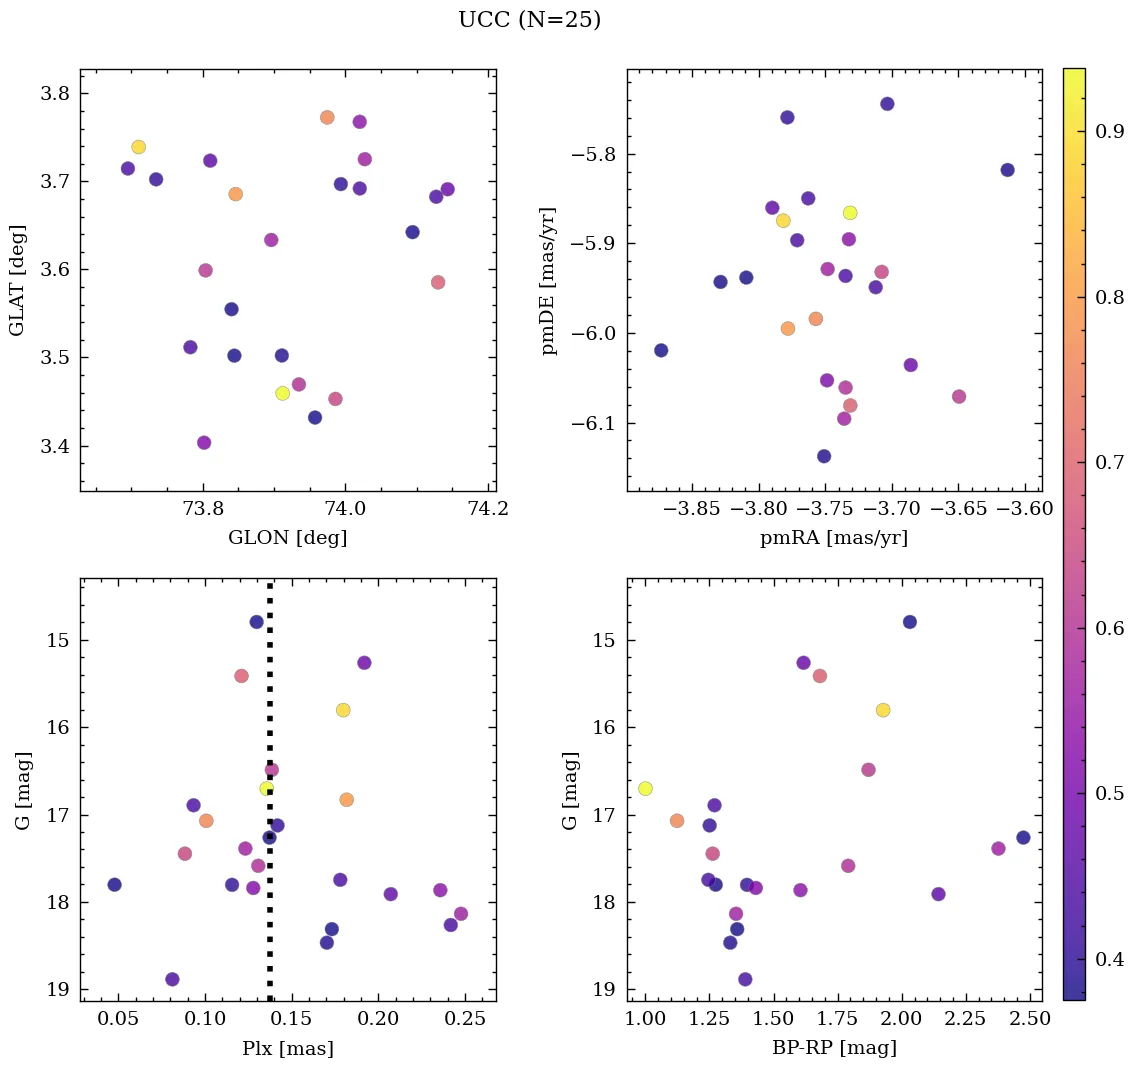 UCC (N=25)
3.8
3.7
3.6
3.5
3.4
GLAT [deg]
73.8 74.0 74.2
GLON [deg]
−5.8
−5.9
−6.0
−6.1
pmDE [mas/yr]
−3.85 −3.80 −3.75 −3.70 −3.65 −3.60
pmRA [mas/yr]
0.9
0.8
0.7
0.6
0.5
0.4
15
16
17
18
19
G [mag]
0.05 0.10 0.15 0.20 0.25
Plx [mas]
15
16
17
18
19
G [mag]
1.00 1.25 1.50 1.75 2.00 2.25 2.50
BP-RP [mag]